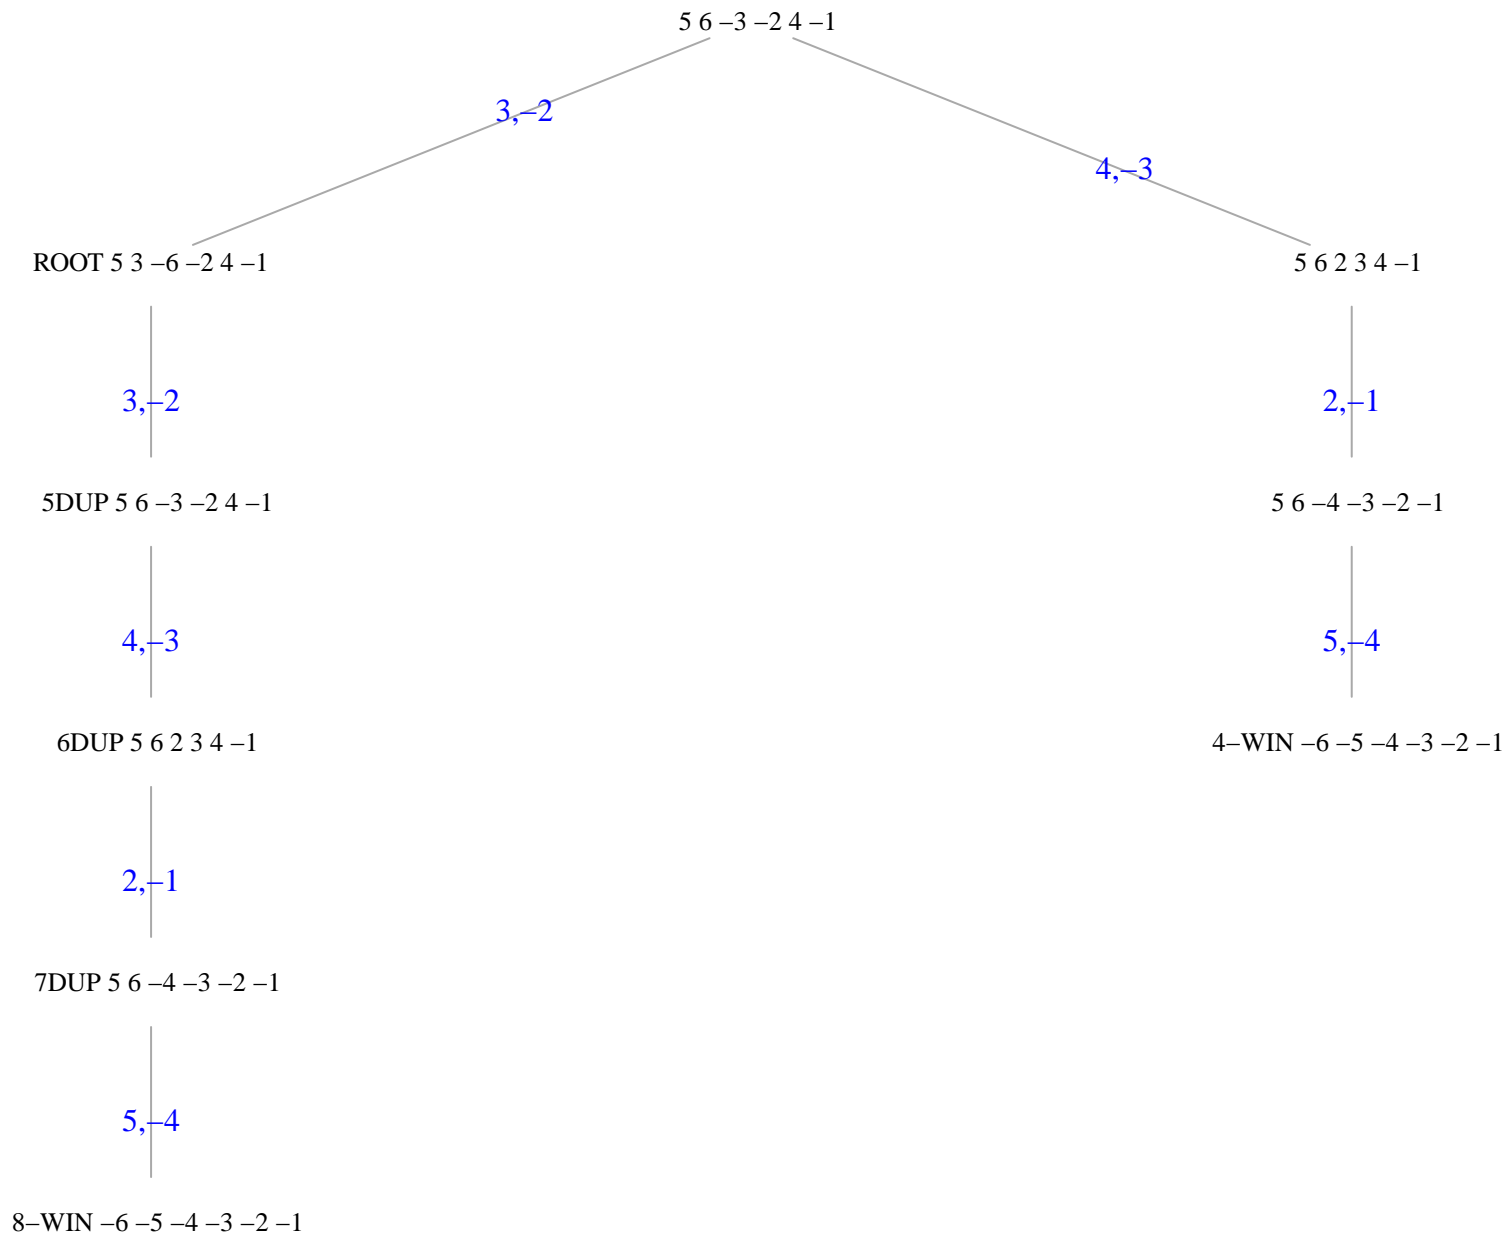 5 6 –3 –2 4 –1
3,–2
4,–3
ROOT 5 3 –6 –2 4 –1
5 6 2 3 4 –1
3,–2
2,–1
5DUP 5 6 –3 –2 4 –1
5 6 –4 –3 –2 –1
4,–3
5,–4
6DUP 5 6 2 3 4 –1
4–WIN –6 –5 –4 –3 –2 –1
2,–1
7DUP 5 6 –4 –3 –2 –1
5,–4
8–WIN –6 –5 –4 –3 –2 –1